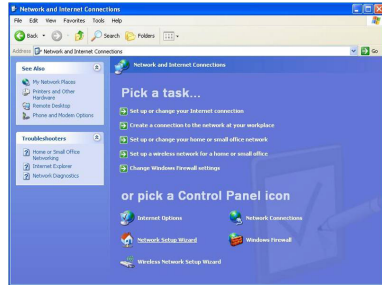 Network and Internet Connections
File Edit View Favorites Tools Help
Back Search Folders
Address Network and Internet Connections Go
See Also
My Network Places
Printers and Other
Hardware
Remote Desktop
Phone and Modem Options
Troubleshooters
Home or Small Office
Networking
Internet Explorer
Network Diagnostics
Network and Internet Connections
Pick a task...
Set up or change your Internet connection
Create a connection to the network at your workplace
Set up or change your home or small office network
Set up a wireless network for a home or small office
Change Windows Firewall settings
or pick a Control Panel icon
Internet Options Network Connections
Network Setup Wizard Windows Firewall
Wireless Network Setup Wizard